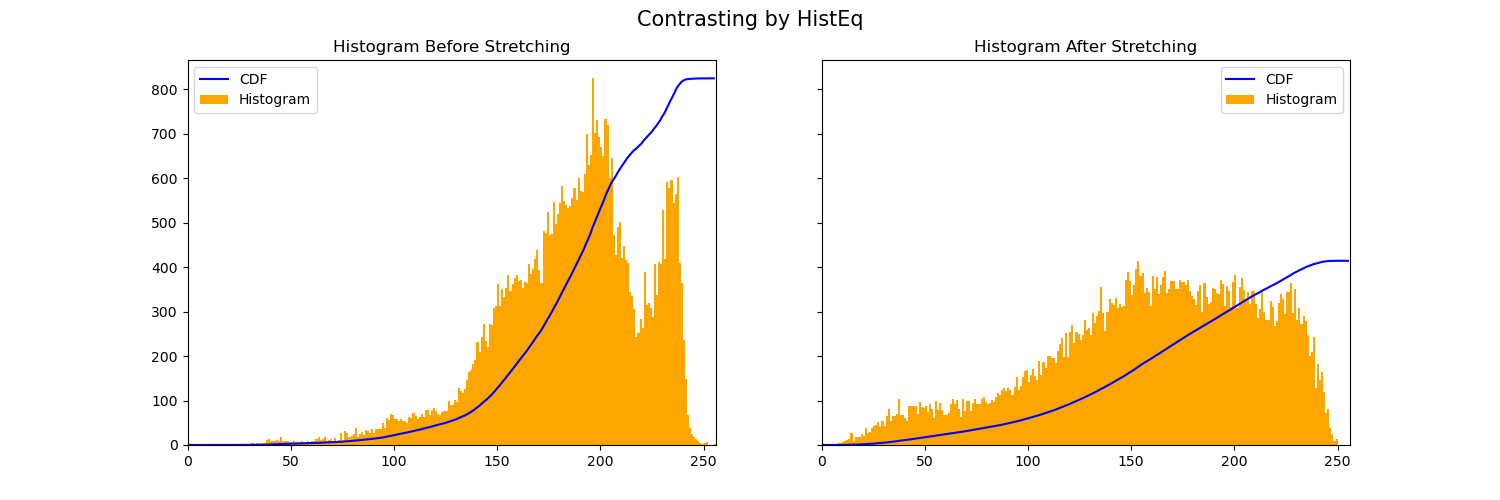 Contrasting by HistEq
Histogram Before Stretching
CDF
Histogram
800
700
600
500
400
300
200
100
0
0 50 100 150 200 250
Histogram After Stretching
CDF
Histogram
0 50 100 150 200 250